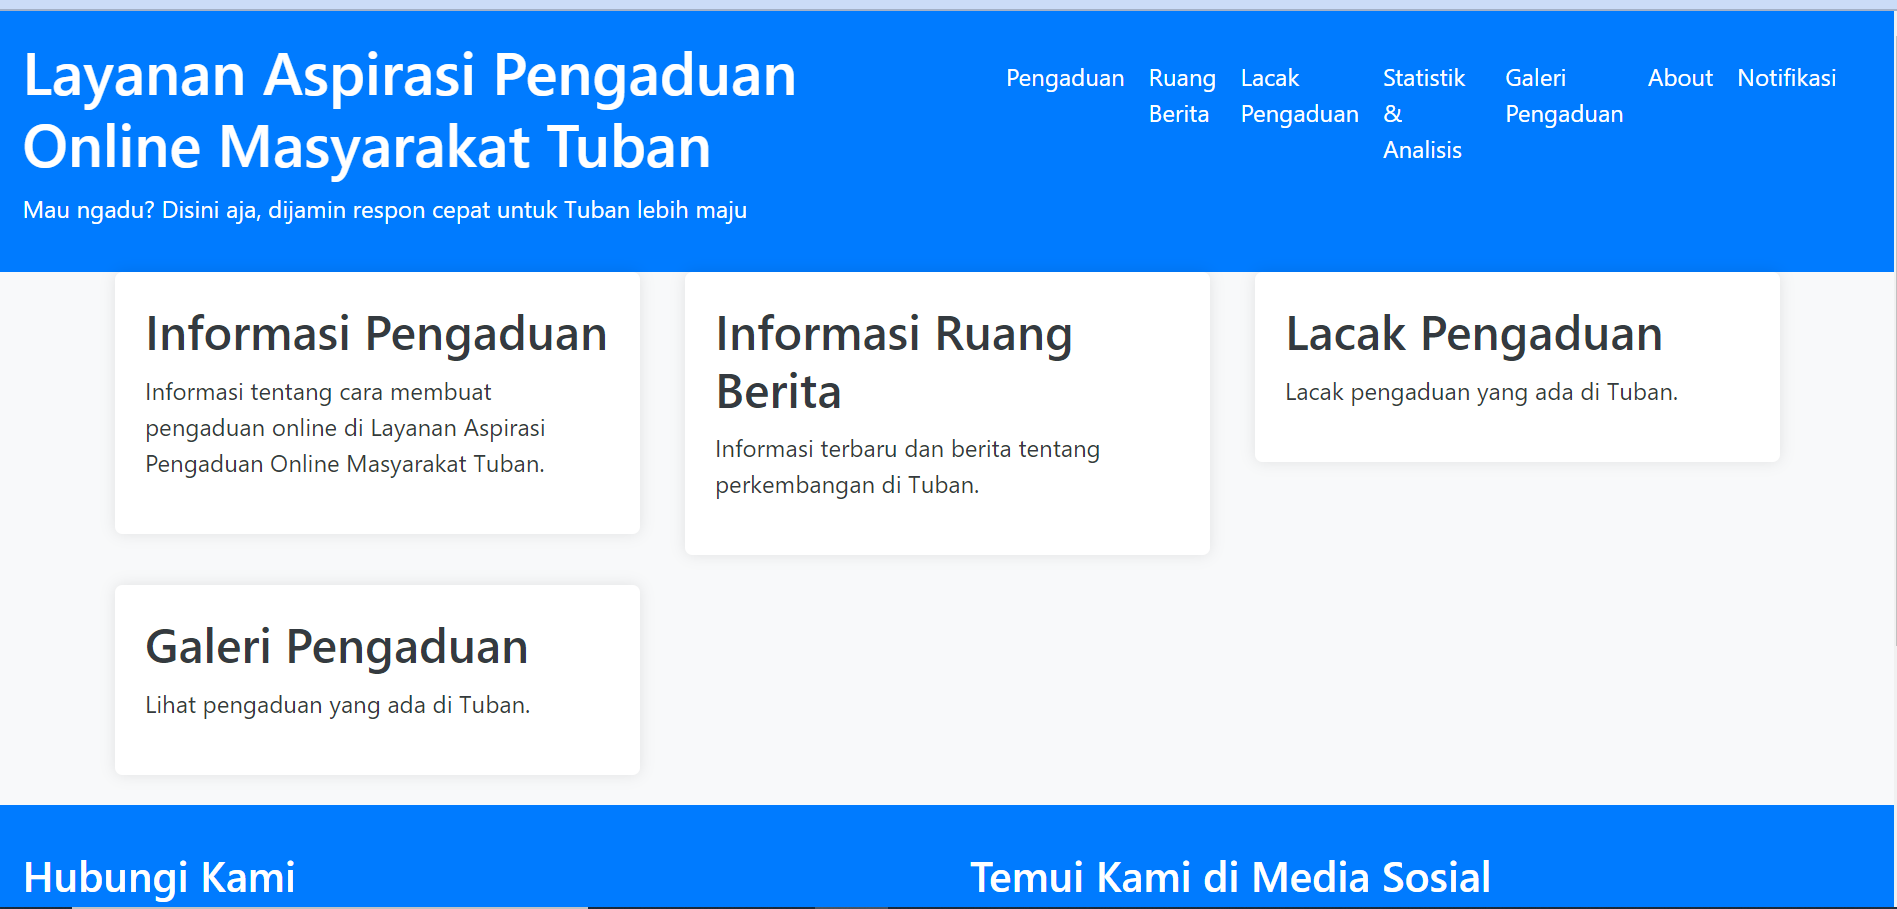 Layanan Aspirasi Pengaduan
Online Masyarakat Tuban
Mau ngadu? Disini aja, dijamin respon cepat untuk Tuban lebih maju
Pengaduan
Ruang
Berita
Lacak
Pengaduan
Statistik
&
Analisis
Galeri
Pengaduan
About
Notifikasi
Informasi Pengaduan
Informasi tentang cara membuat
pengaduan online di Layanan Aspirasi
Pengaduan Online Masyarakat Tuban.
Informasi Ruang
Berita
Informasi terbaru dan berita tentang
perkembangan di Tuban.
Lacak Pengaduan
Lacak pengaduan yang ada di Tuban.
Galeri Pengaduan
Lihat pengaduan yang ada di Tuban.
Hubungi Kami
Temui Kami di Media Sosial